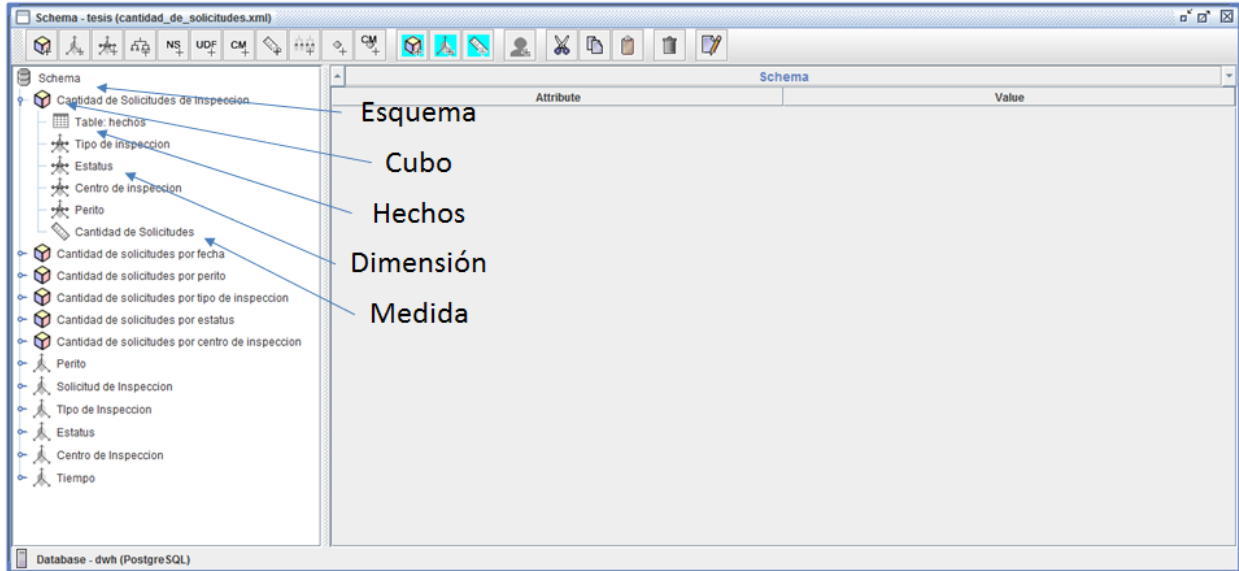 Schema - tesis (cantidad_de_solicitudes.xml)
NS UDF CM CM
Schema
Cantidad de Solicitudes de Inspeccion
Table: hechos
Tipo de inspeccion
Estatus
Centro de inspeccion
Perito
Cantidad de Solicitudes
Cantidad de solicitudes por fecha
Cantidad de solicitudes por perito
Cantidad de solicitudes por tipo de inspeccion
Cantidad de solicitudes por estatus
Cantidad de solicitudes por centro de inspeccion
Perito
Solicitud de Inspeccion
TIpo de Inspeccion
Estatus
Centro de Inspeccion
Tiempo
Schema
Attribute Value
Esquema
Cubo
Hechos
Dimensión
Medida
Database - dwh (PostgreSQL)